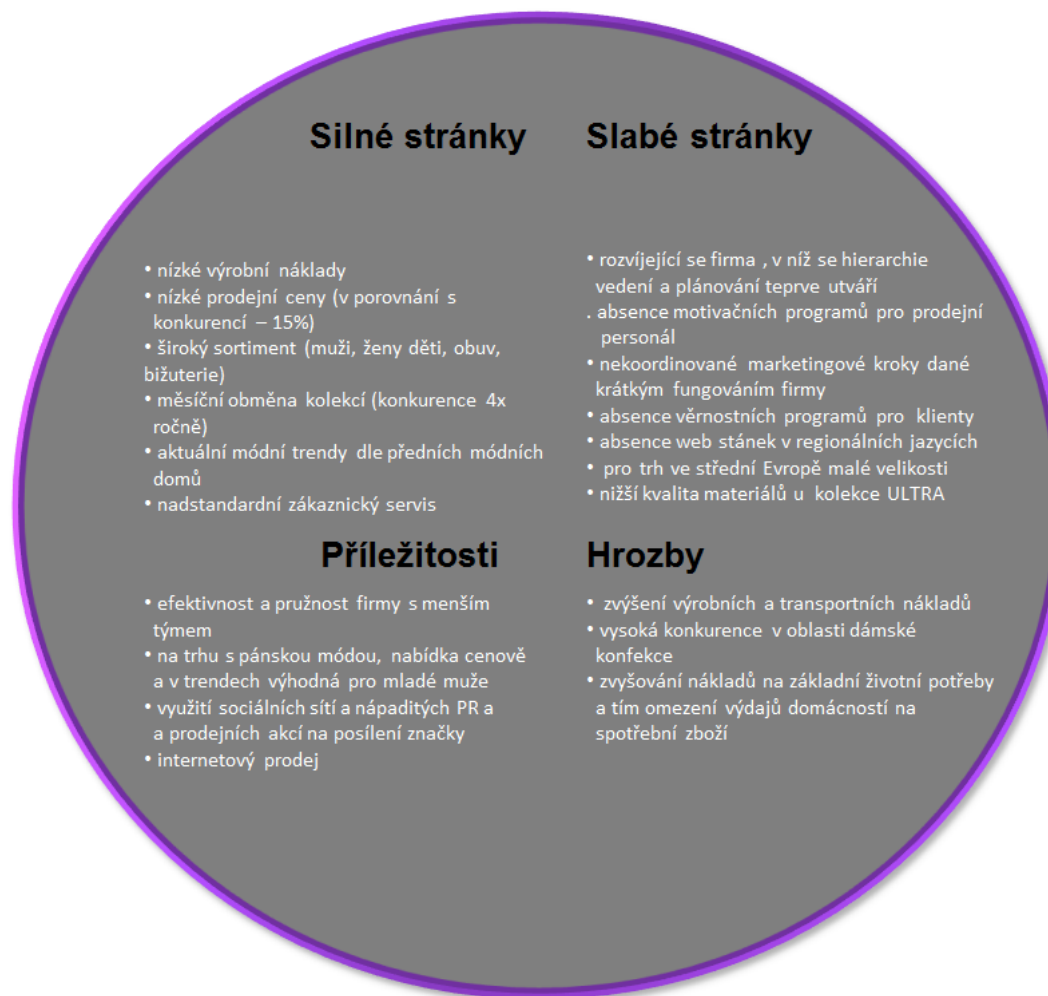 Silné stránky
• nízké výrobní náklady
• nízké prodejní ceny (v porovnání s
konkurencí – 15%)
• široký sortiment (muži, ženy děti, obuv,
bižuterie)
• měsíční obměna kolekcí (konkurence 4x
ročně)
• aktuální módní trendy dle předních módních
domů
• nadstandardní zákaznický servis
Slabé stránky
• rozvíjející se firma , v níž se hierarchie
vedení a plánování teprve utváří
. absence motivačních programů pro prodejní
personál
• nekoordinované marketingové kroky dané
krátkým fungováním firmy
• absence věrnostních programů pro klienty
• absence web stánek v regionálních jazycích
• pro trh ve střední Evropě malé velikosti
• nižší kvalita materiálů u kolekce ULTRA
Příležitosti
• efektivnost a pružnost firmy s menším
týmem
• na trhu s pánskou módou, nabídka cenově
a v trendech výhodná pro mladé muže
• využití sociálních sítí a nápaditých PR a
a prodejních akcí na posílení značky
• internetový prodej
Hrozby
• zvýšení výrobních a transportních nákladů
• vysoká konkurence v oblasti dámské
konfekce
• zvyšování nákladů na základní životní potřeby
a tím omezení výdajů domácností na
spotřební zboží